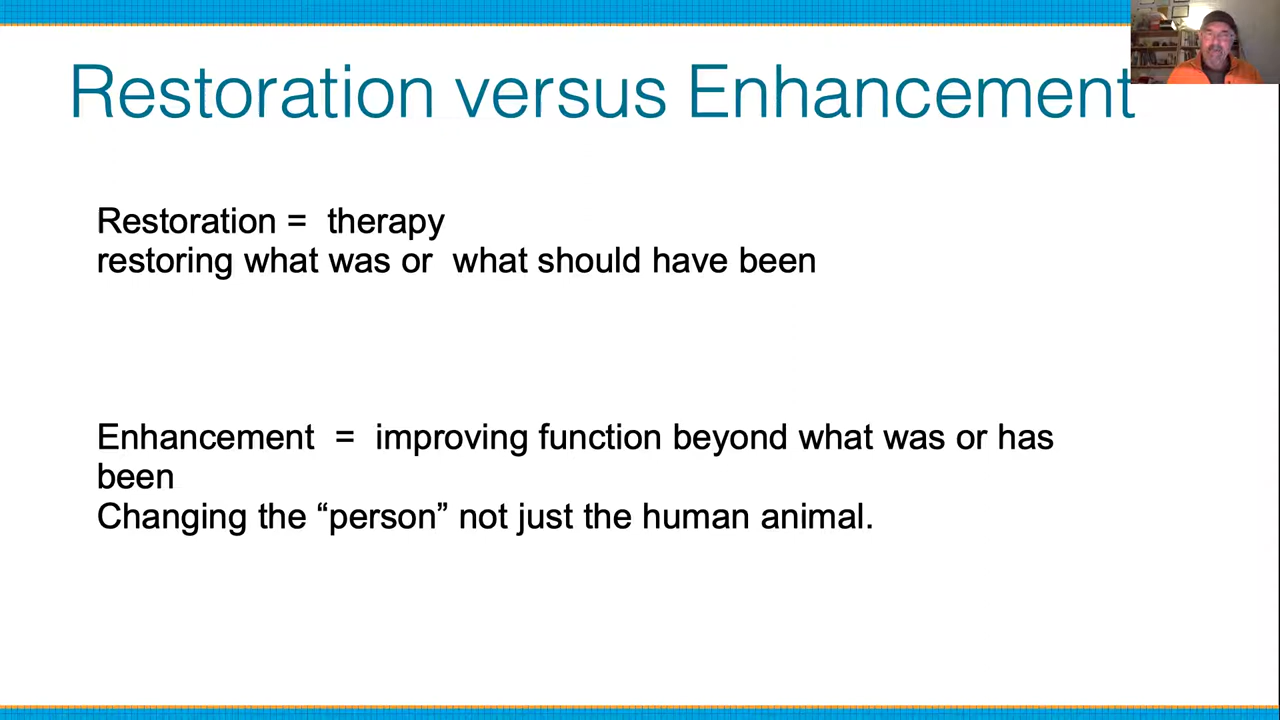 Restoration versus Enhancement
Restoration = therapy
restoring what was or what should have been
Enhancement = improving function beyond what was or has
been
Changing the “person” not just the human animal.